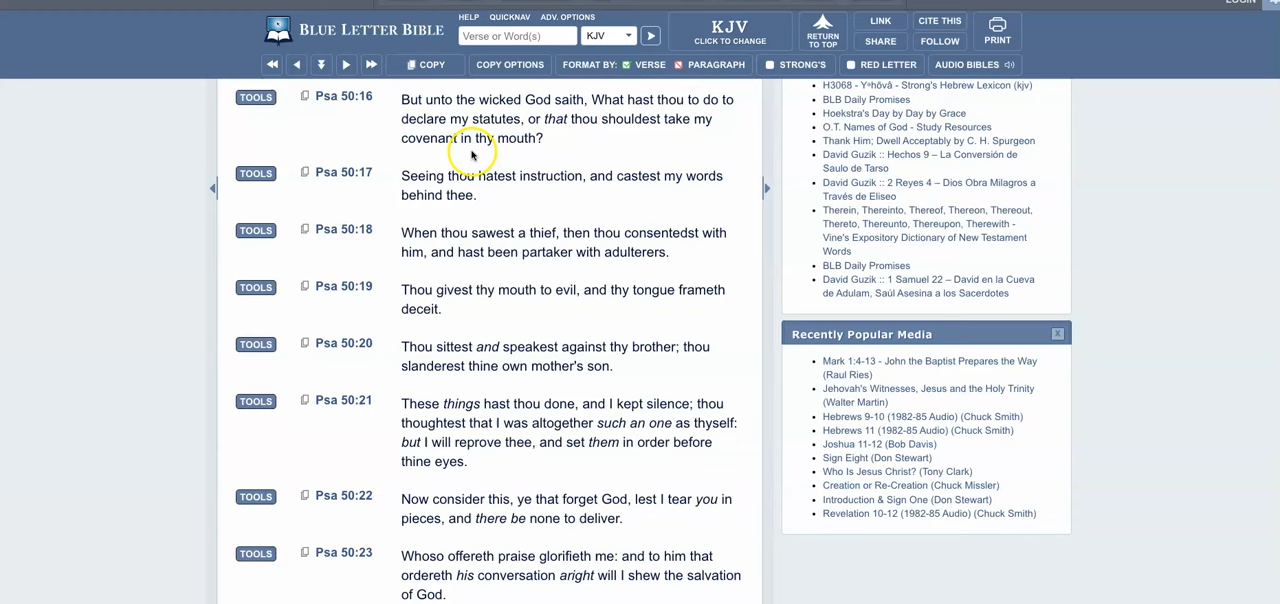 LOGIN
BLUE LETTER BIBLE
HELP QUICKNAV ADV. OPTIONS
Verse or Word(s) KJV
KJV
CLICK TO CHANGE
RETURN
TO TOP
LINK
CITE THIS
SHARE
FOLLOW
PRINT
COPY COPY OPTIONS FORMAT BY: VERSE PARAGRAPH STRONG'S RED LETTER AUDIO BIBLES
TOOLS Psa 50:16 But unto the wicked God saith, What hast thou to do to
declare my statutes, or that thou shouldest take my
covenant in thy mouth?
TOOLS Psa 50:17 Seeing thou hatest instruction, and castest my words
behind thee.
TOOLS Psa 50:18 When thou sawest a thief, then thou consentedst with
him, and hast been partaker with adulterers.
TOOLS Psa 50:19 Thou givest thy mouth to evil, and thy tongue frameth
deceit.
TOOLS Psa 50:20 Thou sittest and speakest against thy brother; thou
slanderest thine own mother's son.
TOOLS Psa 50:21 These things hast thou done, and I kept silence; thou
thoughtest that I was altogether such an one as thyself:
but I will reprove thee, and set them in order before
thine eyes.
TOOLS Psa 50:22 Now consider this, ye that forget God, lest I tear you in
pieces, and there be none to deliver.
TOOLS Psa 50:23 Whoso offereth praise glorifieth me: and to him that
ordereth his conversation aright will I shew the salvation
of God.
H3068 - Yᵉhōvâ - Strong's Hebrew Lexicon (kjv)
BLB Daily Promises
Hoekstra's Day by Day by Grace
O.T. Names of God - Study Resources
Thank Him; Dwell Acceptably by C. H. Spurgeon
David Guzik :: Hechos 9 – La Conversión de
Saulo de Tarso
David Guzik :: 2 Reyes 4 – Dios Obra Milagros a
Través de Eliseo
Therein, Thereinto, Thereof, Thereon, Thereout,
Thereto, Thereunto, Thereupon, Therewith -
Vine's Expository Dictionary of New Testament
Words
BLB Daily Promises
David Guzik :: 1 Samuel 22 – David en la Cueva
de Adulam, Saúl Asesina a los Sacerdotes
Recently Popular Media X
Mark 1:4-13 - John the Baptist Prepares the Way
(Raul Ries)
Jehovah's Witnesses, Jesus and the Holy Trinity
(Walter Martin)
Hebrews 9-10 (1982-85 Audio) (Chuck Smith)
Hebrews 11 (1982-85 Audio) (Chuck Smith)
Joshua 11-12 (Bob Davis)
Sign Eight (Don Stewart)
Who Is Jesus Christ? (Tony Clark)
Creation or Re-Creation (Chuck Missler)
Introduction & Sign One (Don Stewart)
Revelation 10-12 (1982-85 Audio) (Chuck Smith)